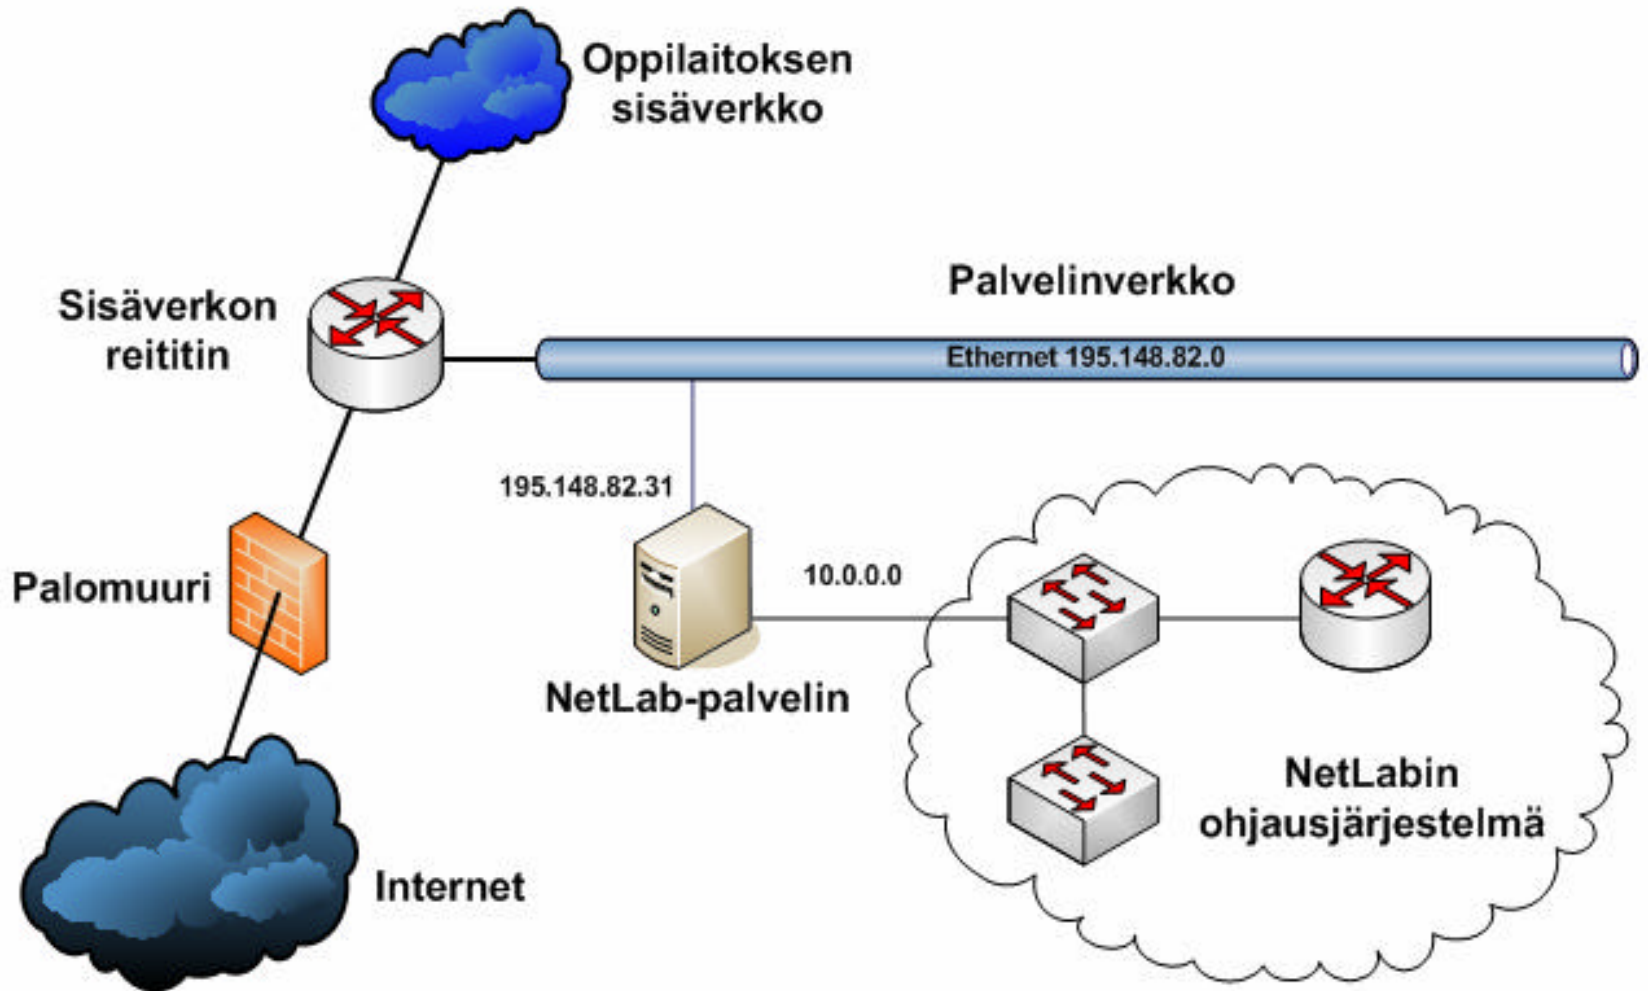 Oppilaitoksen
sisäverkko
Palvelinverkko
Sisäverkon
reititin
Ethernet 195.148.82.0
195.148.82.31
10.0.0.0
Palomuuri
NetLab-palvelin
NetLabin
ohjausjärjestelmä
Internet